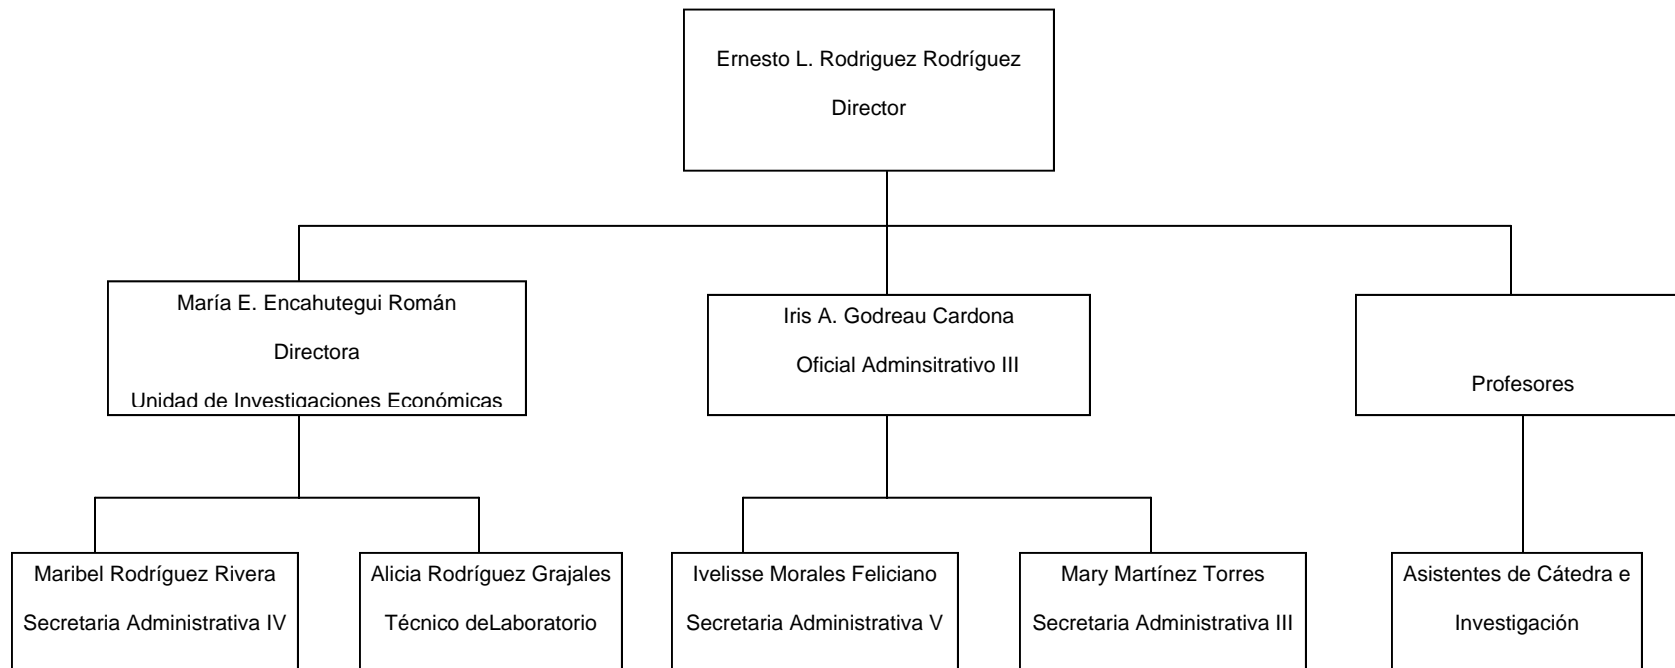 Ernesto L. Rodriguez Rodríguez
Director
María E. Encahutegui Román
Directora
Unidad de Investigaciones Económicas
Iris A. Godreau Cardona
Oficial Adminsitrativo III
Profesores
Maribel Rodríguez Rivera
Secretaria Administrativa IV
Alicia Rodríguez Grajales
Técnico deLaboratorio
Ivelisse Morales Feliciano
Secretaria Administrativa V
Mary Martínez Torres
Secretaria Administrativa III
Asistentes de Cátedra e
Investigación